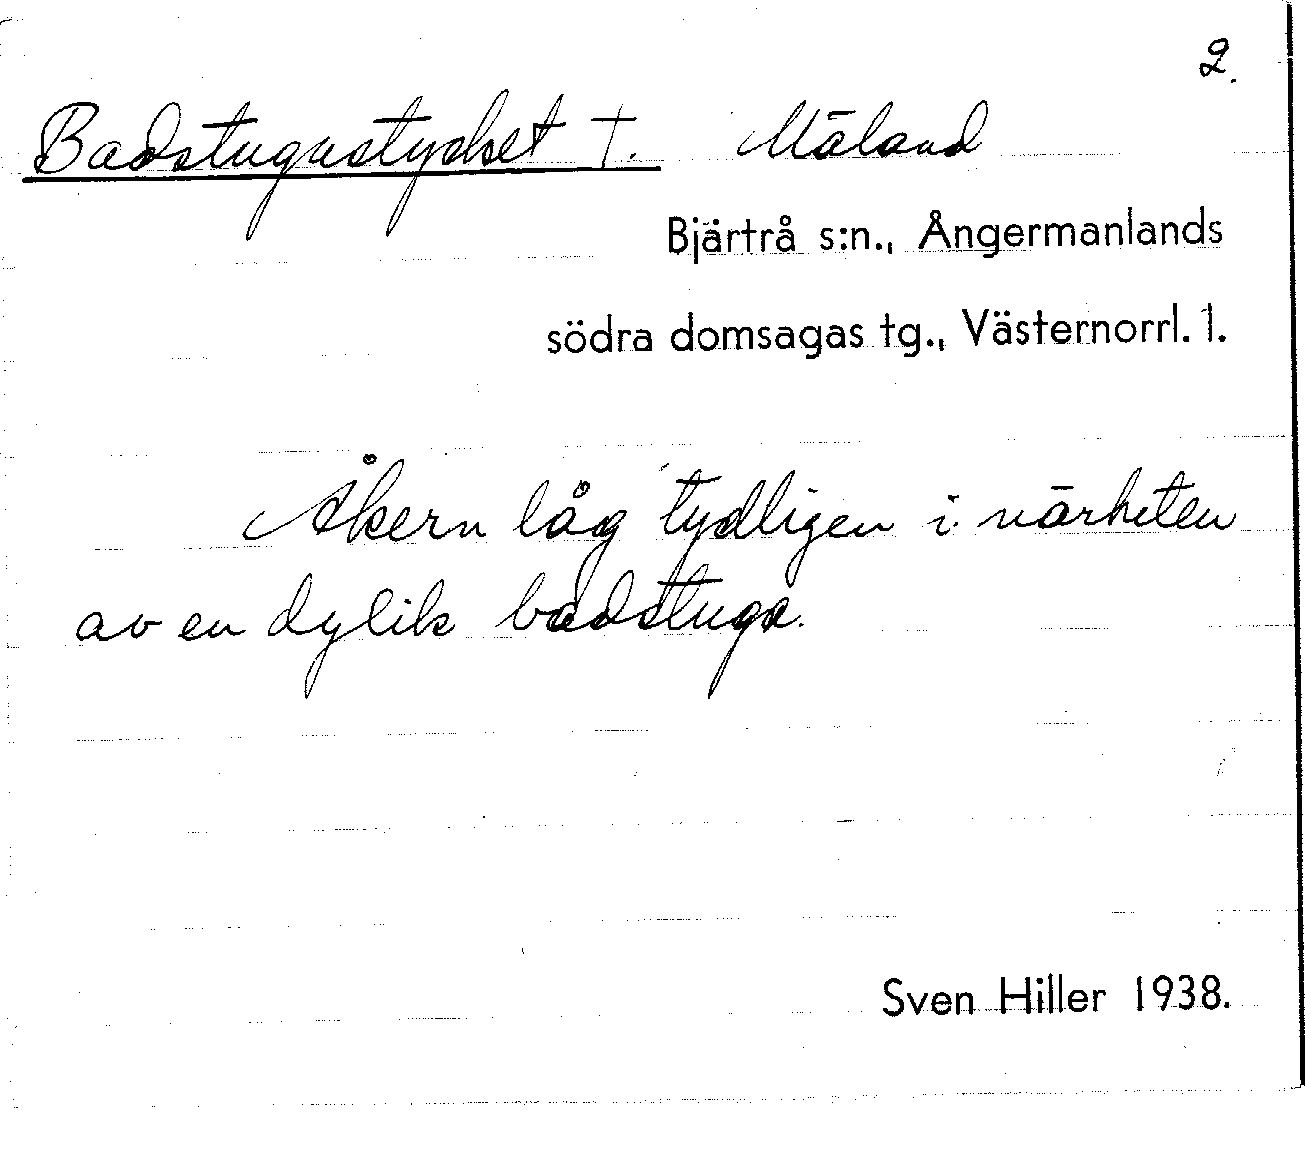 2.
Badstugustycket †. Mäland
Bjärtrå s:n., Ångermanlands
södra domsagas tg., Västernorrl. l.
Åkern låg tydligen i närheten
av en dylik badstuga.
Sven Hiller 1938.